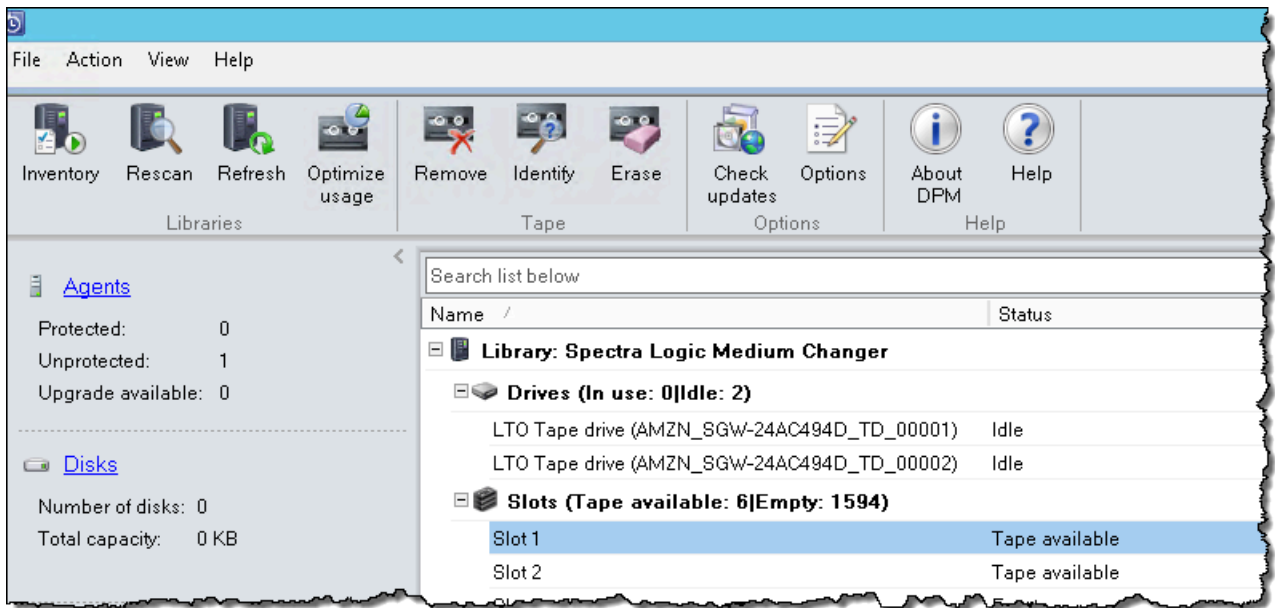 File Action View Help
Inventory Rescan Refresh Optimize usage Remove Identify Erase Check updates Options About DPM Help
Libraries Tape Options Help
Agents
Protected: 0
Unprotected: 1
Upgrade available: 0
Disks
Number of disks: 0
Total capacity: 0 KB
Search list below
Name Status
Library: Spectra Logic Medium Changer
Drives (In use: 0|Idle: 2)
LTO Tape drive (AMZN_SGW-24AC494D_TD_00001) Idle
LTO Tape drive (AMZN_SGW-24AC494D_TD_00002) Idle
Slots (Tape available: 6|Empty: 1594)
Slot 1 Tape available
Slot 2 Tape available